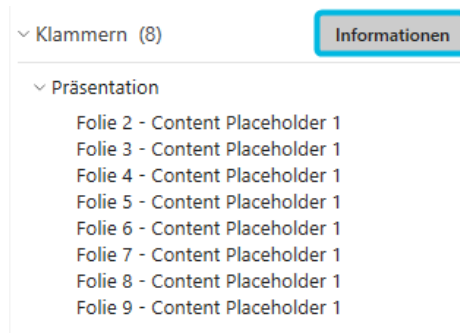 Klammern (8) Informationen
Präsentation
Folie 2 - Content Placeholder 1
Folie 3 - Content Placeholder 1
Folie 4 - Content Placeholder 1
Folie 5 - Content Placeholder 1
Folie 6 - Content Placeholder 1
Folie 7 - Content Placeholder 1
Folie 8 - Content Placeholder 1
Folie 9 - Content Placeholder 1